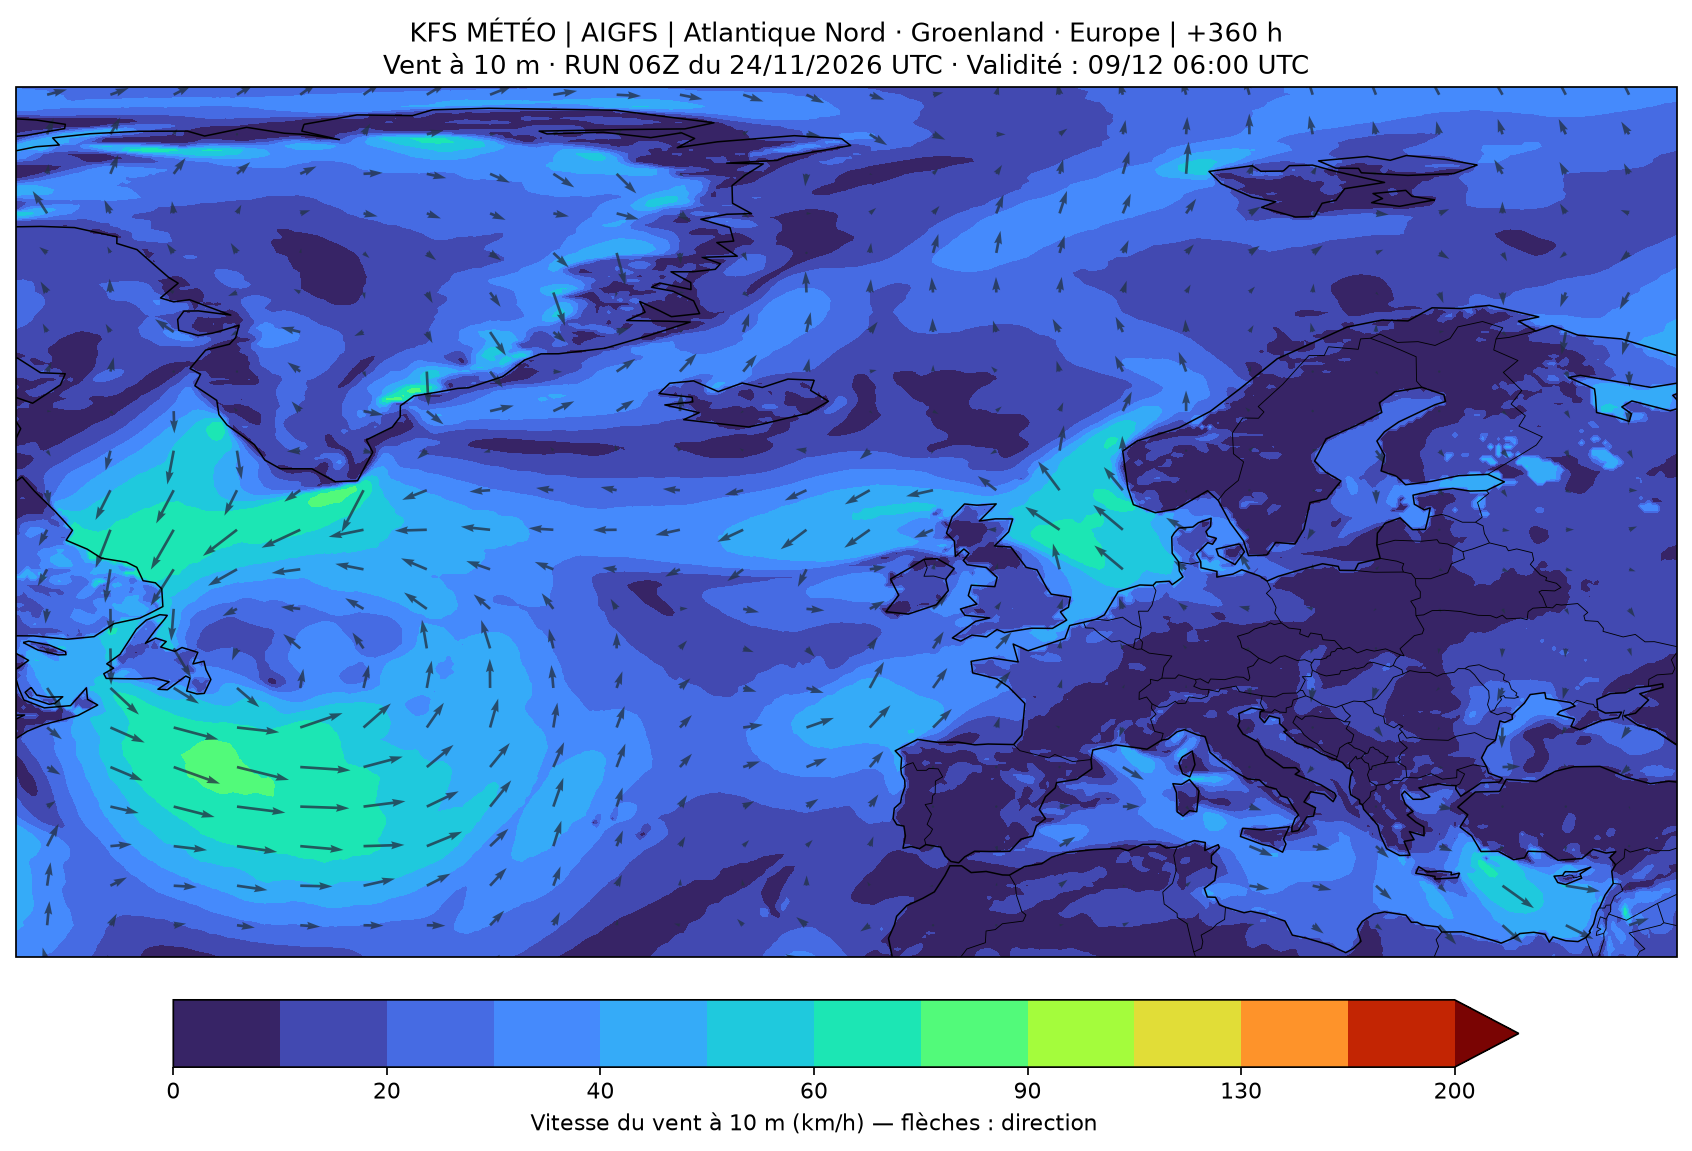 KFS MÉTÉO | AIGFS | Atlantique Nord · Groenland · Europe | +360 h
Vent à 10 m · RUN 06Z du 24/11/2026 UTC · Validité : 09/12 06:00 UTC
0 20 40 60 90 130 200
Vitesse du vent à 10 m (km/h) — flèches : direction